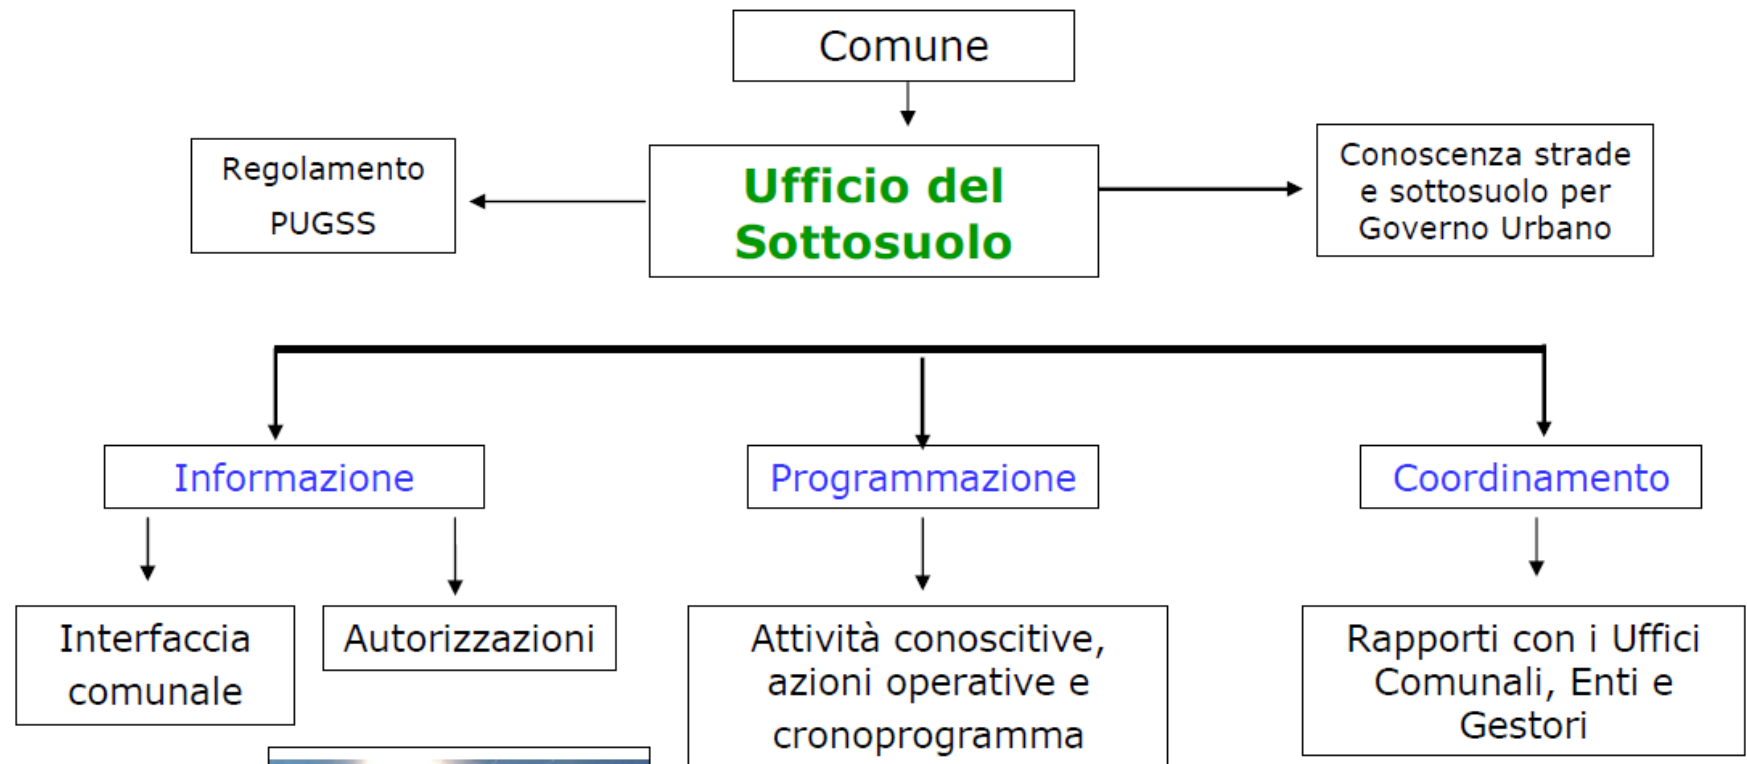 Comune
Regolamento
PUGSS
Ufficio del
Sottosuolo
Conoscenza strade
e sottosuolo per
Governo Urbano
Informazione
Programmazione
Coordinamento
Interfaccia
comunale
Autorizzazioni
Attività conoscitive,
azioni operative e
cronoprogramma
Rapporti con i Uffici
Comunali, Enti e
Gestori